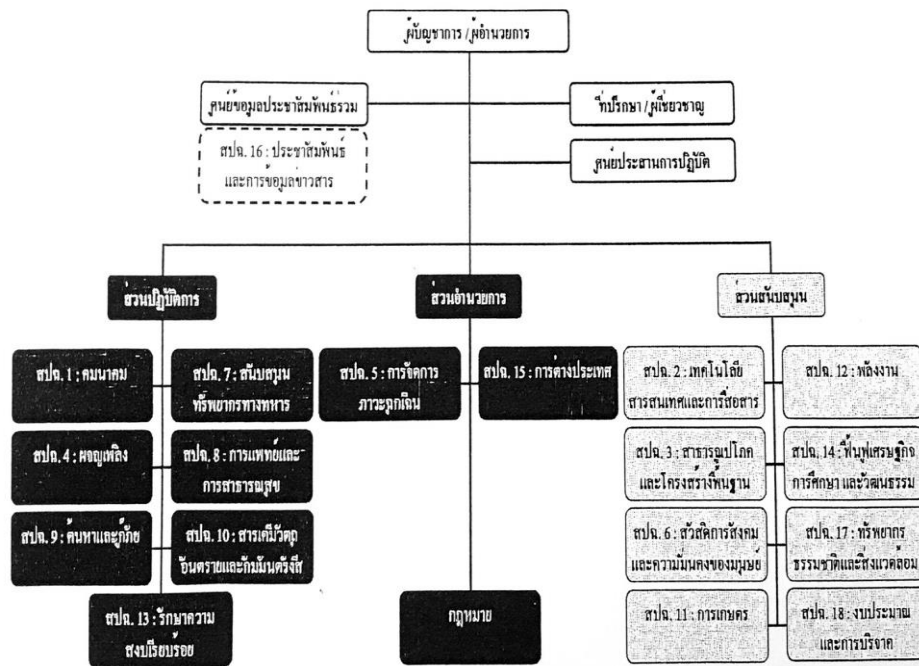 ผู้บัญชาการ / ผู้อำนวยการ
ศูนย์ข้อมูลประชาสัมพันธ์ร่วม
ที่ปรึกษา / ผู้เชี่ยวชาญ
สปฉ. 16 : ประชาสัมพันธ์
และการข้อมูลข่าวสาร
ศูนย์ประสานการปฏิบัติ
ส่วนปฏิบัติการ
ส่วนอำนวยการ
ส่วนสนับสนุน
สปฉ. 1 : คมนาคม
สปฉ. 7 : สนับสนุน
ทรัพยากรทางทหาร
สปฉ. 4 : ผจญเพลิง
สปฉ. 8 : การแพทย์และ
การสาธารณสุข
สปฉ. 9 : ค้นหาและกู้ภัย
สปฉ. 10 : สารเคมีวัตถุ
อันตรายและกัมมันตรังสี
สปฉ. 13 : รักษาความ
สงบเรียบร้อย
สปฉ. 5 : การจัดการ
ภาวะฉุกเฉิน
สปฉ. 15 : การต่างประเทศ
กฎหมาย
สปฉ. 2 : เทคโนโลยี
สารสนเทศและการสื่อสาร
สปฉ. 12 : พลังงาน
สปฉ. 3 : สาธารณูปโภค
และโครงสร้างพื้นฐาน
สปฉ. 14 : ฟื้นฟูเศรษฐกิจ
การศึกษา และวัฒนธรรม
สปฉ. 6 : สวัสดิการสังคม
และความมั่นคงของมนุษย์
สปฉ. 17 : ทรัพยากร
ธรรมชาติและสิ่งแวดล้อม
สปฉ. 11 : การเกษตร
สปฉ. 18 : งบประมาณ
และการบริจาค